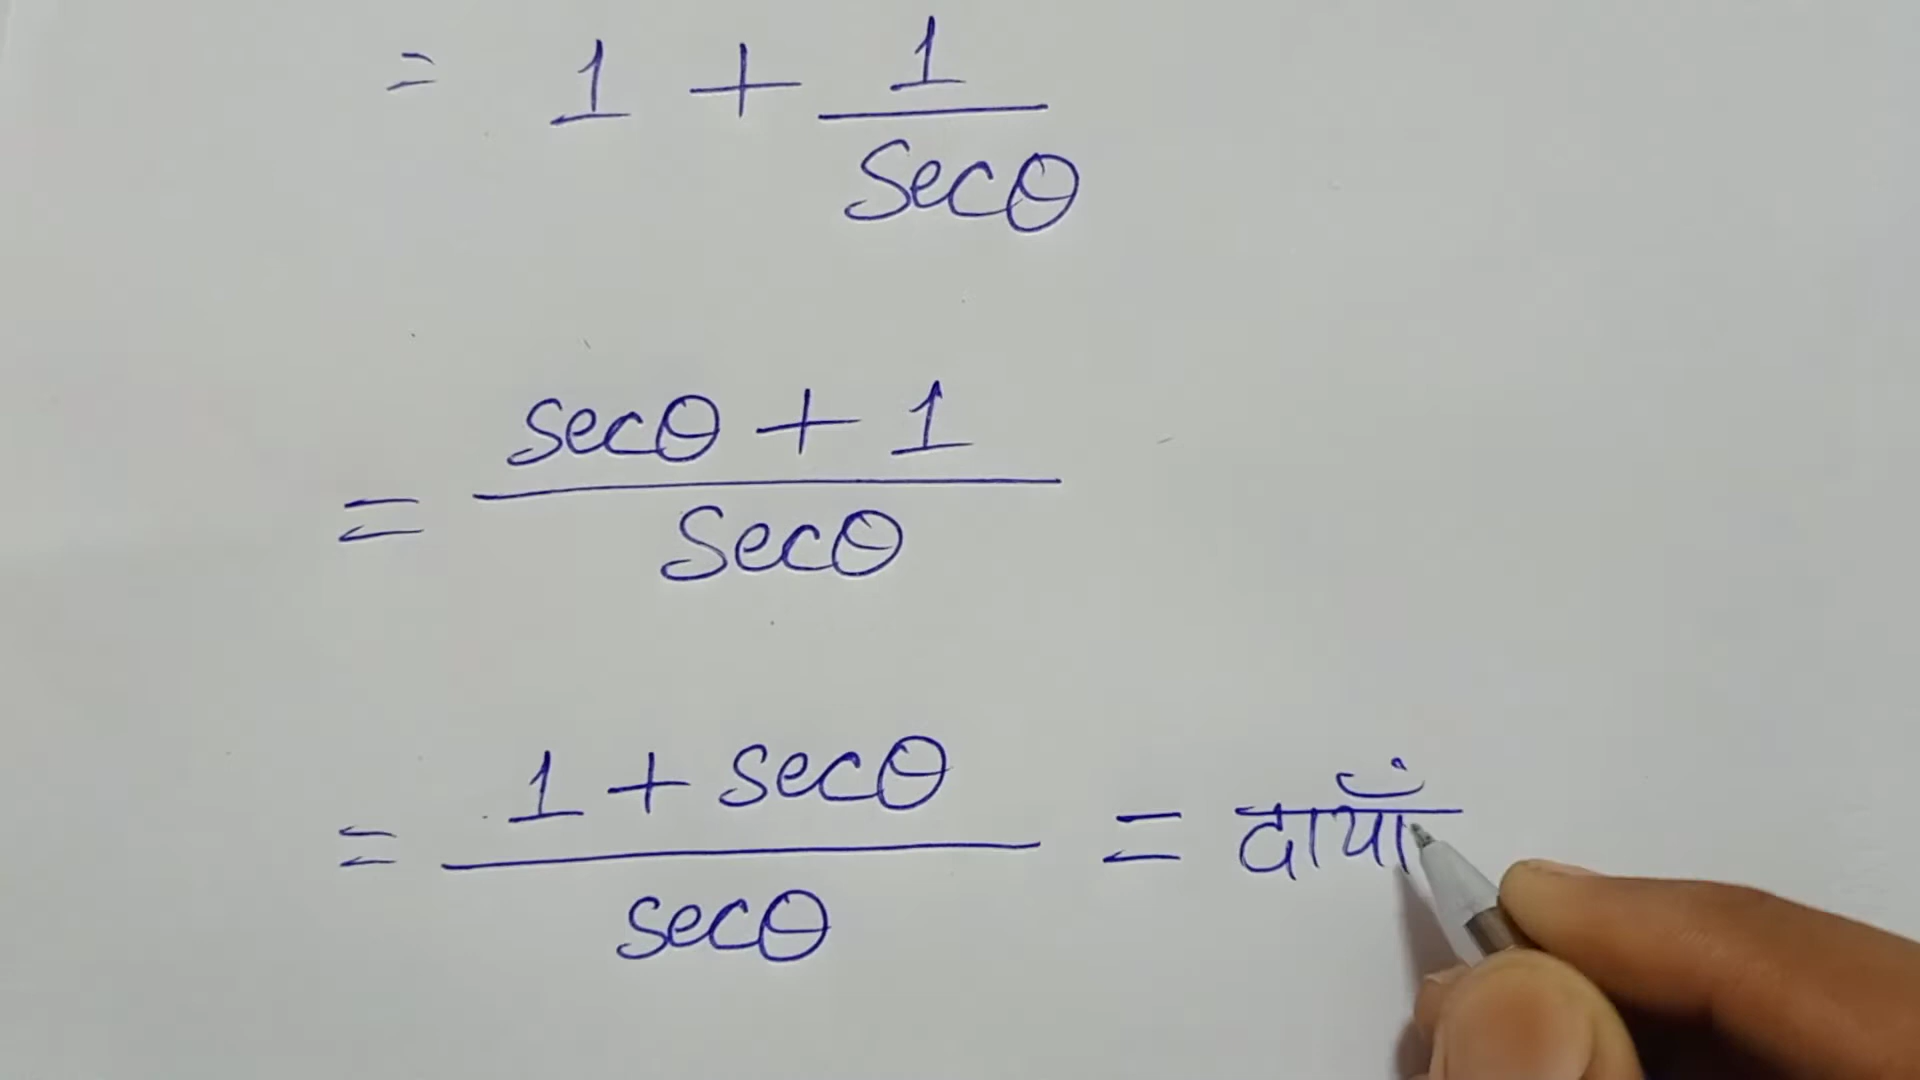 = 1 + 1/Secθ
= secθ + 1/Secθ
= 1 + secθ/secθ = दायाँ